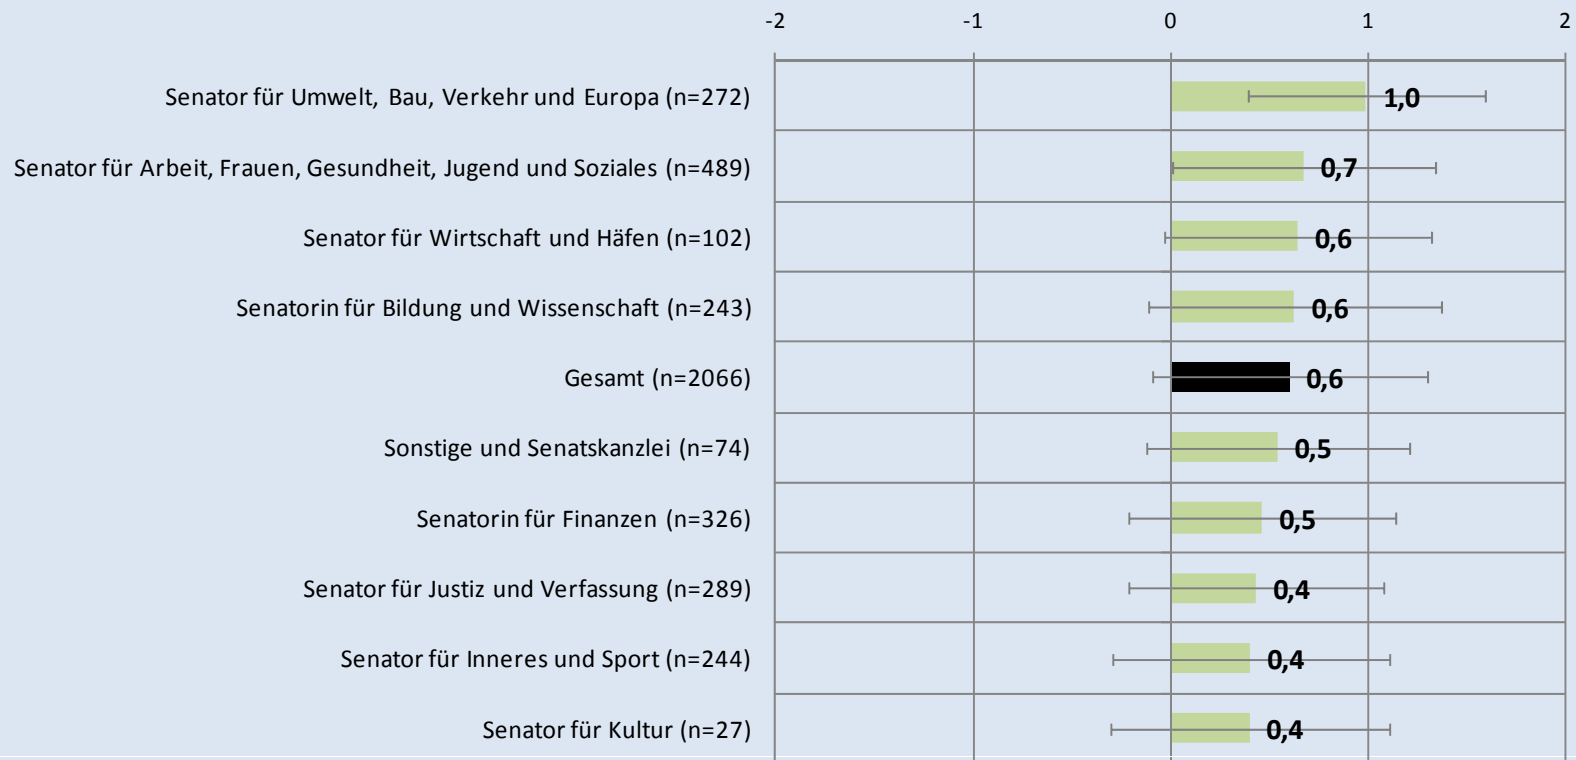 -2 -1 0 1 2
Senator für Umwelt, Bau, Verkehr und Europa (n=272) 1,0
Senator für Arbeit, Frauen, Gesundheit, Jugend und Soziales (n=489) 0,7
Senator für Wirtschaft und Häfen (n=102) 0,6
Senatorin für Bildung und Wissenschaft (n=243) 0,6
Gesamt (n=2066) 0,6
Sonstige und Senatskanzlei (n=74) 0,5
Senatorin für Finanzen (n=326) 0,5
Senator für Justiz und Verfassung (n=289) 0,4
Senator für Inneres und Sport (n=244) 0,4
Senator für Kultur (n=27) 0,4